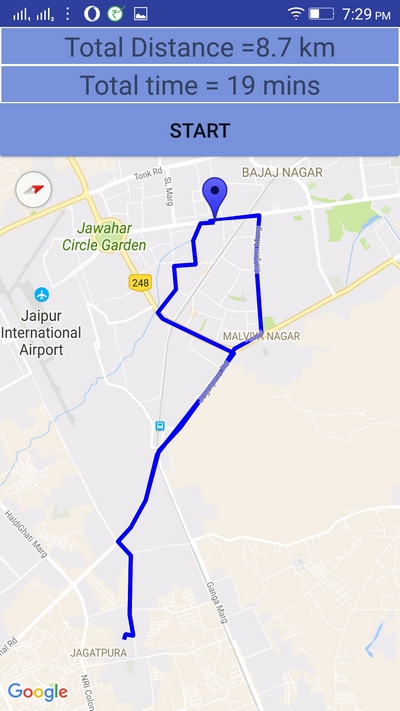 7:29 PM
Total Distance =8.7 km
Total time = 19 mins
START
Tonk Rd
BAJAJ NAGAR
SL Marg
Jawahar
Circle Garden
248
Jaipur
International
Airport
MALVIYA NAGAR
HaldiGhati Marg
Ganga Marg
JAGATPURA
NRI Colon
Google